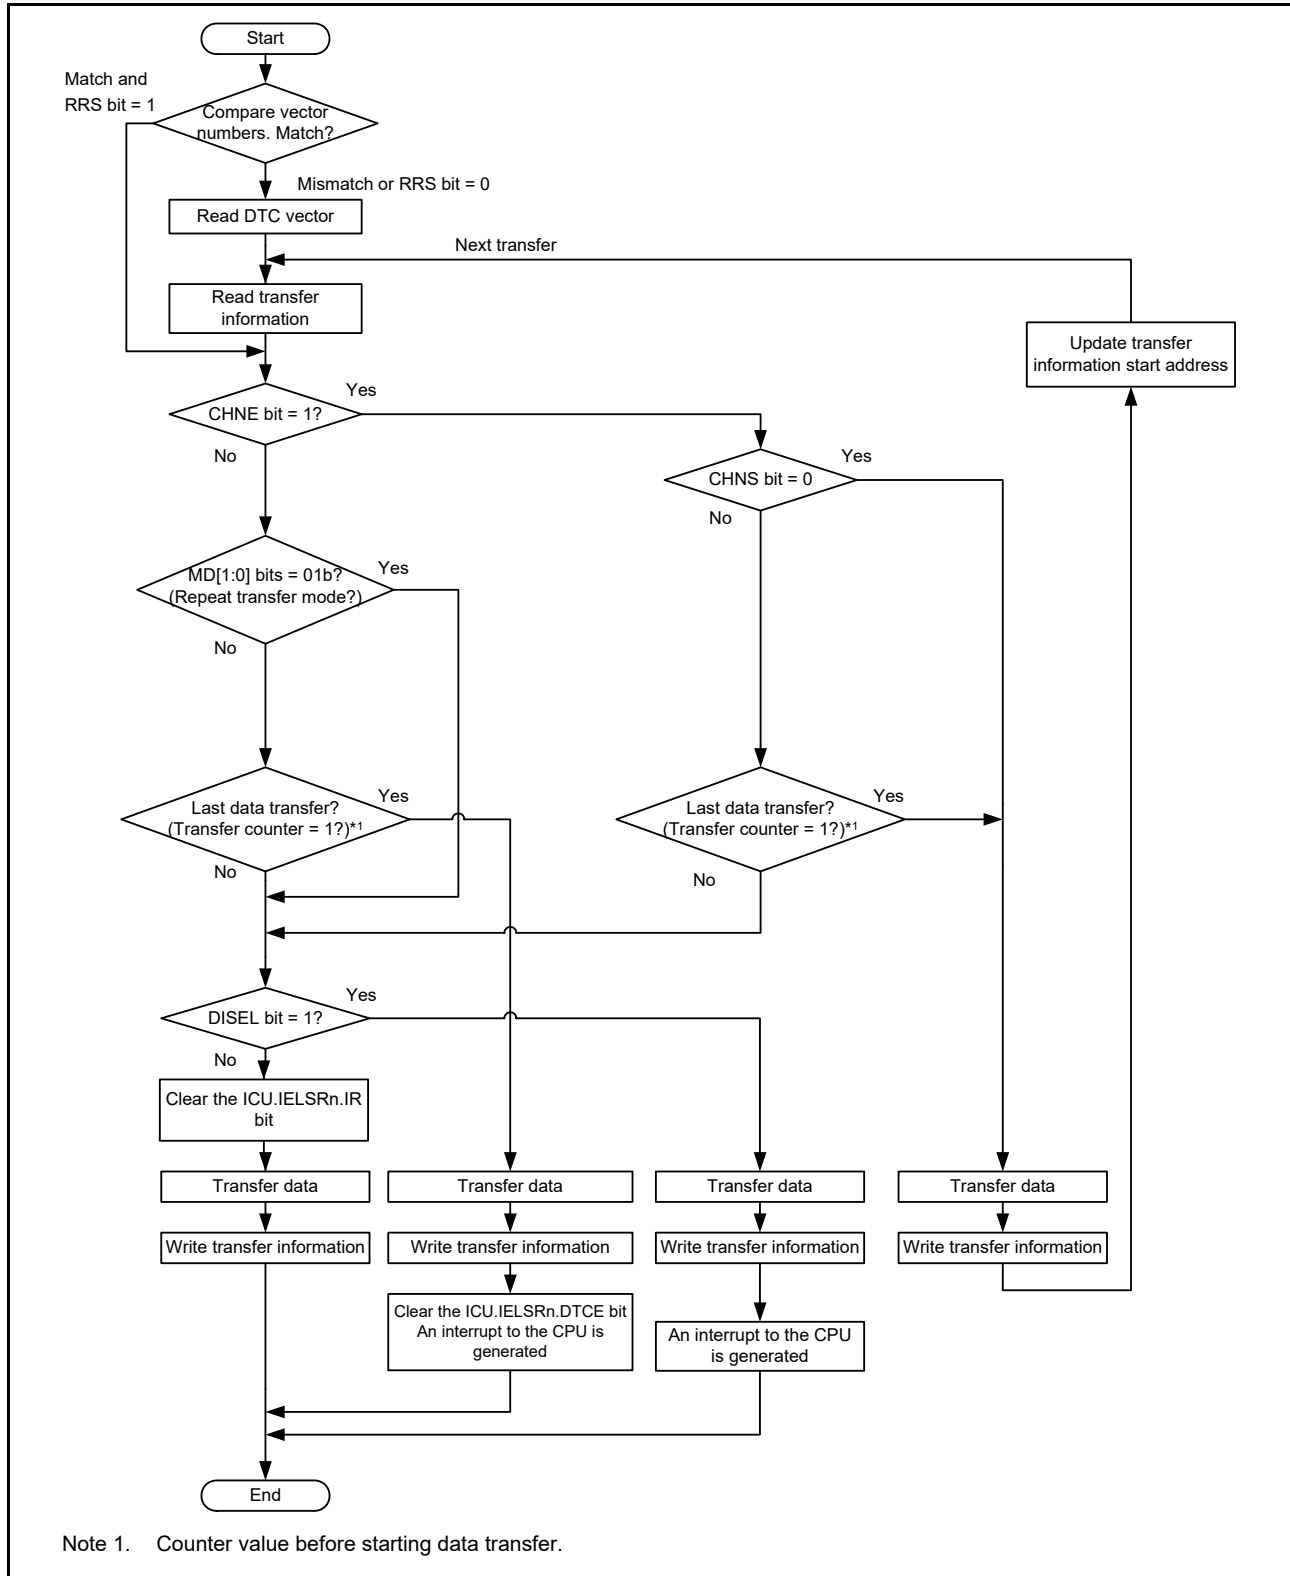 Start
Match and
RRS bit = 1
Compare vector
numbers. Match?
Mismatch or RRS bit = 0
Read DTC vector
Next transfer
Read transfer
information
Update transfer
information start address
Yes
CHNE bit = 1?
No
Yes
CHNS bit = 0
No
MD[1:0] bits = 01b?
(Repeat transfer mode?)
Yes
No
Last data transfer?
(Transfer counter = 1?)*1
Yes
No
Last data transfer?
(Transfer counter = 1?)*1
Yes
No
Yes
DISEL bit = 1?
No
Clear the ICU.IELSRn.IR
bit
Transfer data
Transfer data
Transfer data
Transfer data
Write transfer information
Write transfer information
Write transfer information
Write transfer information
Clear the ICU.IELSRn.DTCE bit
An interrupt to the CPU is
generated
An interrupt to the CPU
is generated
End
Note 1. Counter value before starting data transfer.